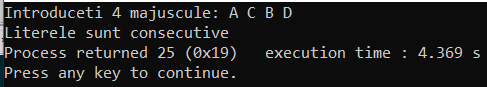 Introduceti 4 majuscule: A C B D
Literele sunt consecutive
Process returned 25 (0x19)   execution time : 4.369 s
Press any key to continue.